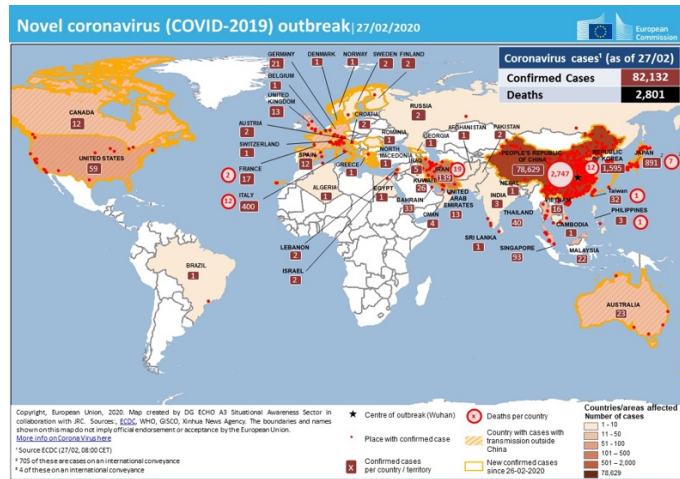 Novel coronavirus (COVID-2019) outbreak|27/02/2020
European
Commission
Coronavirus cases¹ (as of 27/02)
Confirmed Cases 82,132
Deaths 2,801
GERMANY
21
DENMARK
1
NORWAY
1
SWEDEN
2
FINLAND
2
BELGIUM
1
UNITED
KINGDOM
13
CROATIA
2
RUSSIA
2
CANADA
12
AUSTRIA
2
ROMANIA
1
GEORGIA
1
AFGHANISTAN
1
PAKISTAN
2
SWITZERLAND
1
NORTH
MACEDONIA
1
PEOPLE'S REPUBLIC
OF CHINA
78,629
2,747
REPUBLIC
OF KOREA
1,595
12
JAPAN
891
7
UNITED STATES
59
SPAIN
12
GREECE
1
IRAQ
5
IRAN
19
FRANCE
17
2
KUWAIT
26
NEPAL
1
ITALY
400
12
ALGERIA
1
EGYPT
1
BAHRAIN
33
UNITED
ARAB
EMIRATES
13
INDIA
3
VIETNAM
16
Taiwan
32
1
OMAN
4
THAILAND
40
PHILIPPINES
3
1
CAMBODIA
1
LEBANON
2
SRI LANKA
1
SINGAPORE
93
MALAYSIA
22
ISRAEL
2
BRAZIL
1
AUSTRALIA
23
Copyright, European Union, 2020. Map created by DG ECHO A3 Situational Awareness Sector in
collaboration with JRC. Sources:, ECDC, WHO, GISCO, Xinhua News Agency. The boundaries and names
shown on this map do not imply official endorsement or acceptance by the European Union.
More info on Corona Virus here
¹ Source ECDC (27/02, 08:00 CET)
² 705 of these are cases on an international conveyance
³ 4 of these on an international conveyance
Centre of outbreak (Wuhan)
Place with confirmed case
X
Confirmed cases
per country / territory
x
Deaths per country
Country with cases with
transmission outside
China
New confirmed cases
since 26-02-2020
Countries/areas affected
Number of cases
1 - 10
11 - 50
51 - 100
101 - 500
501 - 2,000
78,629